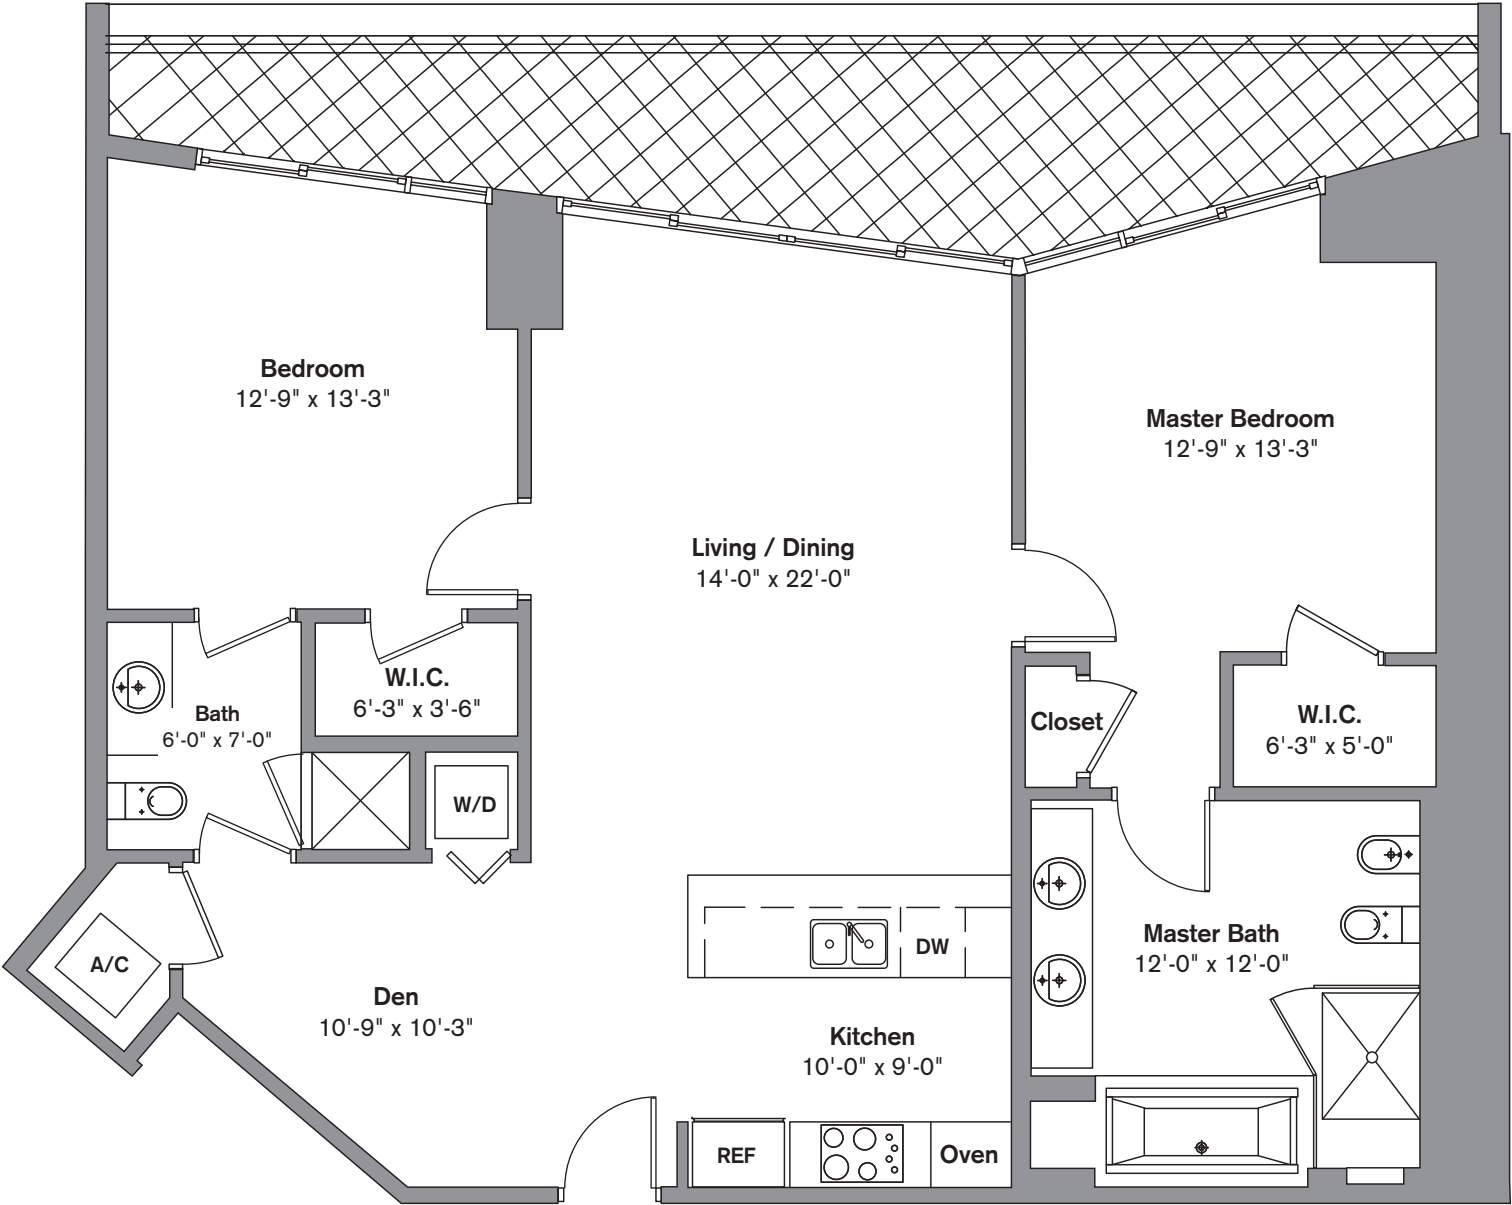 Bedroom
12'-9" x 13'-3"
Master Bedroom
12'-9" x 13'-3"
Living / Dining
14'-0" x 22'-0"
W.I.C.
6'-3" x 3'-6"
Bath
6'-0" x 7'-0"
Closet
W.I.C.
6'-3" x 5'-0"
W/D
A/C
DW
Master Bath
12'-0" x 12'-0"
Den
10'-9" x 10'-3"
Kitchen
10'-0" x 9'-0"
REF
Oven